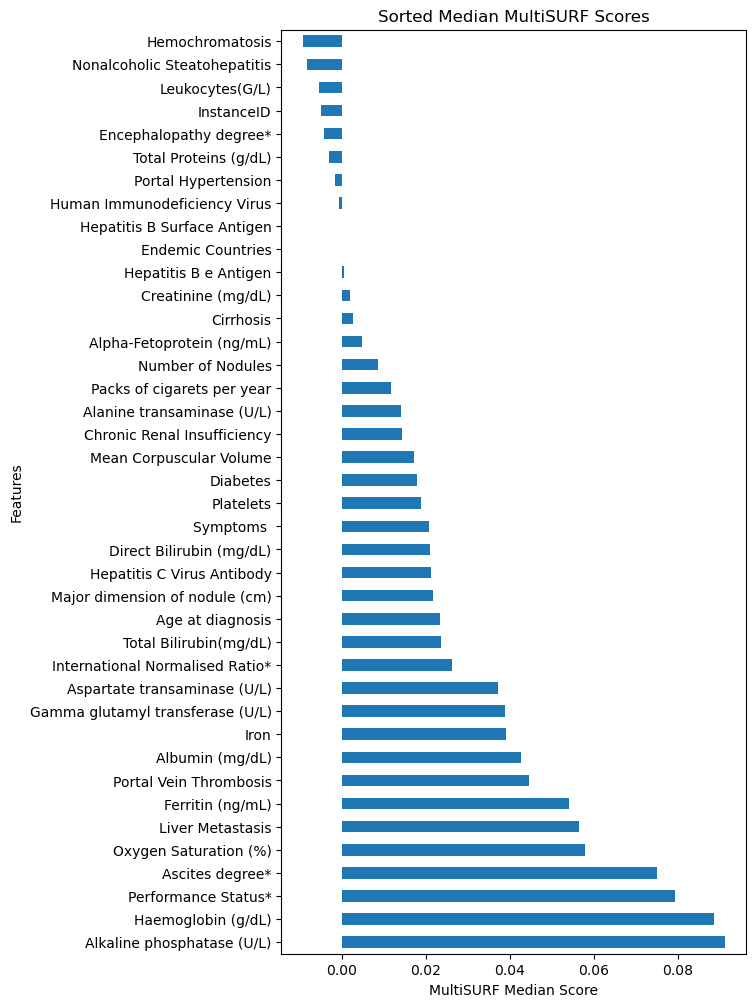 Sorted Median MultiSURF Scores
Hemochromatosis
Nonalcoholic Steatohepatitis
Leukocytes(G/L)
InstanceID
Encephalopathy degree*
Total Proteins (g/dL)
Portal Hypertension
Human Immunodeficiency Virus
Hepatitis B Surface Antigen
Endemic Countries
Hepatitis B e Antigen
Creatinine (mg/dL)
Cirrhosis
Alpha-Fetoprotein (ng/mL)
Number of Nodules
Packs of cigarets per year
Alanine transaminase (U/L)
Chronic Renal Insufficiency
Mean Corpuscular Volume
Diabetes
Platelets
Symptoms
Direct Bilirubin (mg/dL)
Hepatitis C Virus Antibody
Major dimension of nodule (cm)
Age at diagnosis
Total Bilirubin(mg/dL)
International Normalised Ratio*
Aspartate transaminase (U/L)
Gamma glutamyl transferase (U/L)
Iron
Albumin (mg/dL)
Portal Vein Thrombosis
Ferritin (ng/mL)
Liver Metastasis
Oxygen Saturation (%)
Ascites degree*
Performance Status*
Haemoglobin (g/dL)
Alkaline phosphatase (U/L)
Features
0.00 0.02 0.04 0.06 0.08
MultiSURF Median Score